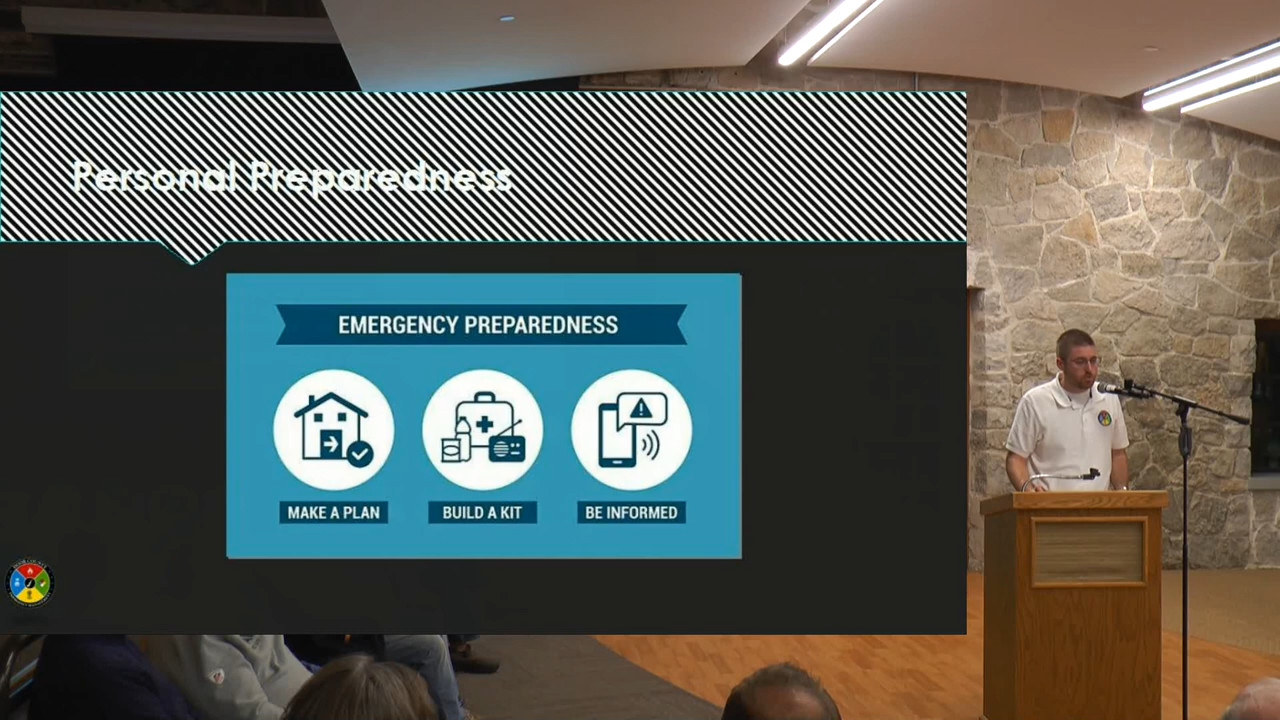 Personal Preparedness
EMERGENCY PREPAREDNESS
MAKE A PLAN
BUILD A KIT
BE INFORMED